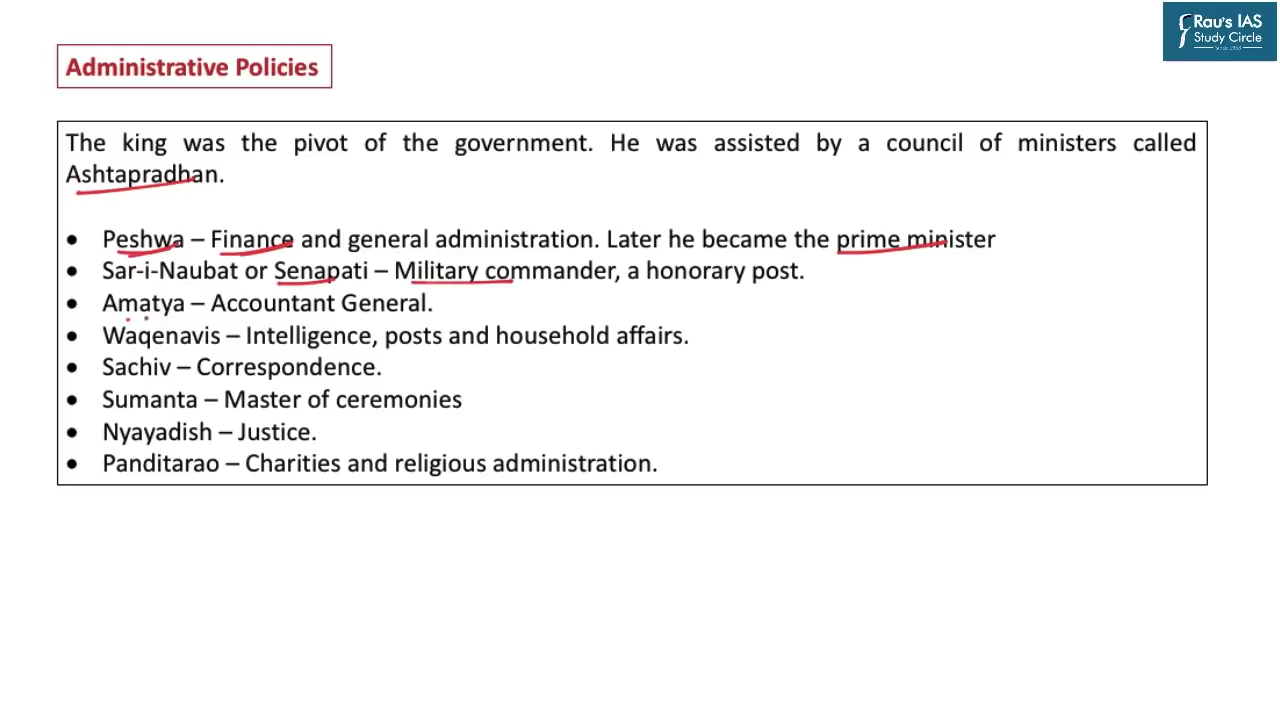 Rau's IAS
Study Circle
Since 1953
Administrative Policies
The king was the pivot of the government. He was assisted by a council of ministers called
Ashtapradhan.
• Peshwa – Finance and general administration. Later he became the prime minister
• Sar-i-Naubat or Senapati – Military commander, a honorary post.
• Amatya – Accountant General.
• Waqenavis – Intelligence, posts and household affairs.
• Sachiv – Correspondence.
• Sumanta – Master of ceremonies
• Nyayadish – Justice.
• Panditarao – Charities and religious administration.